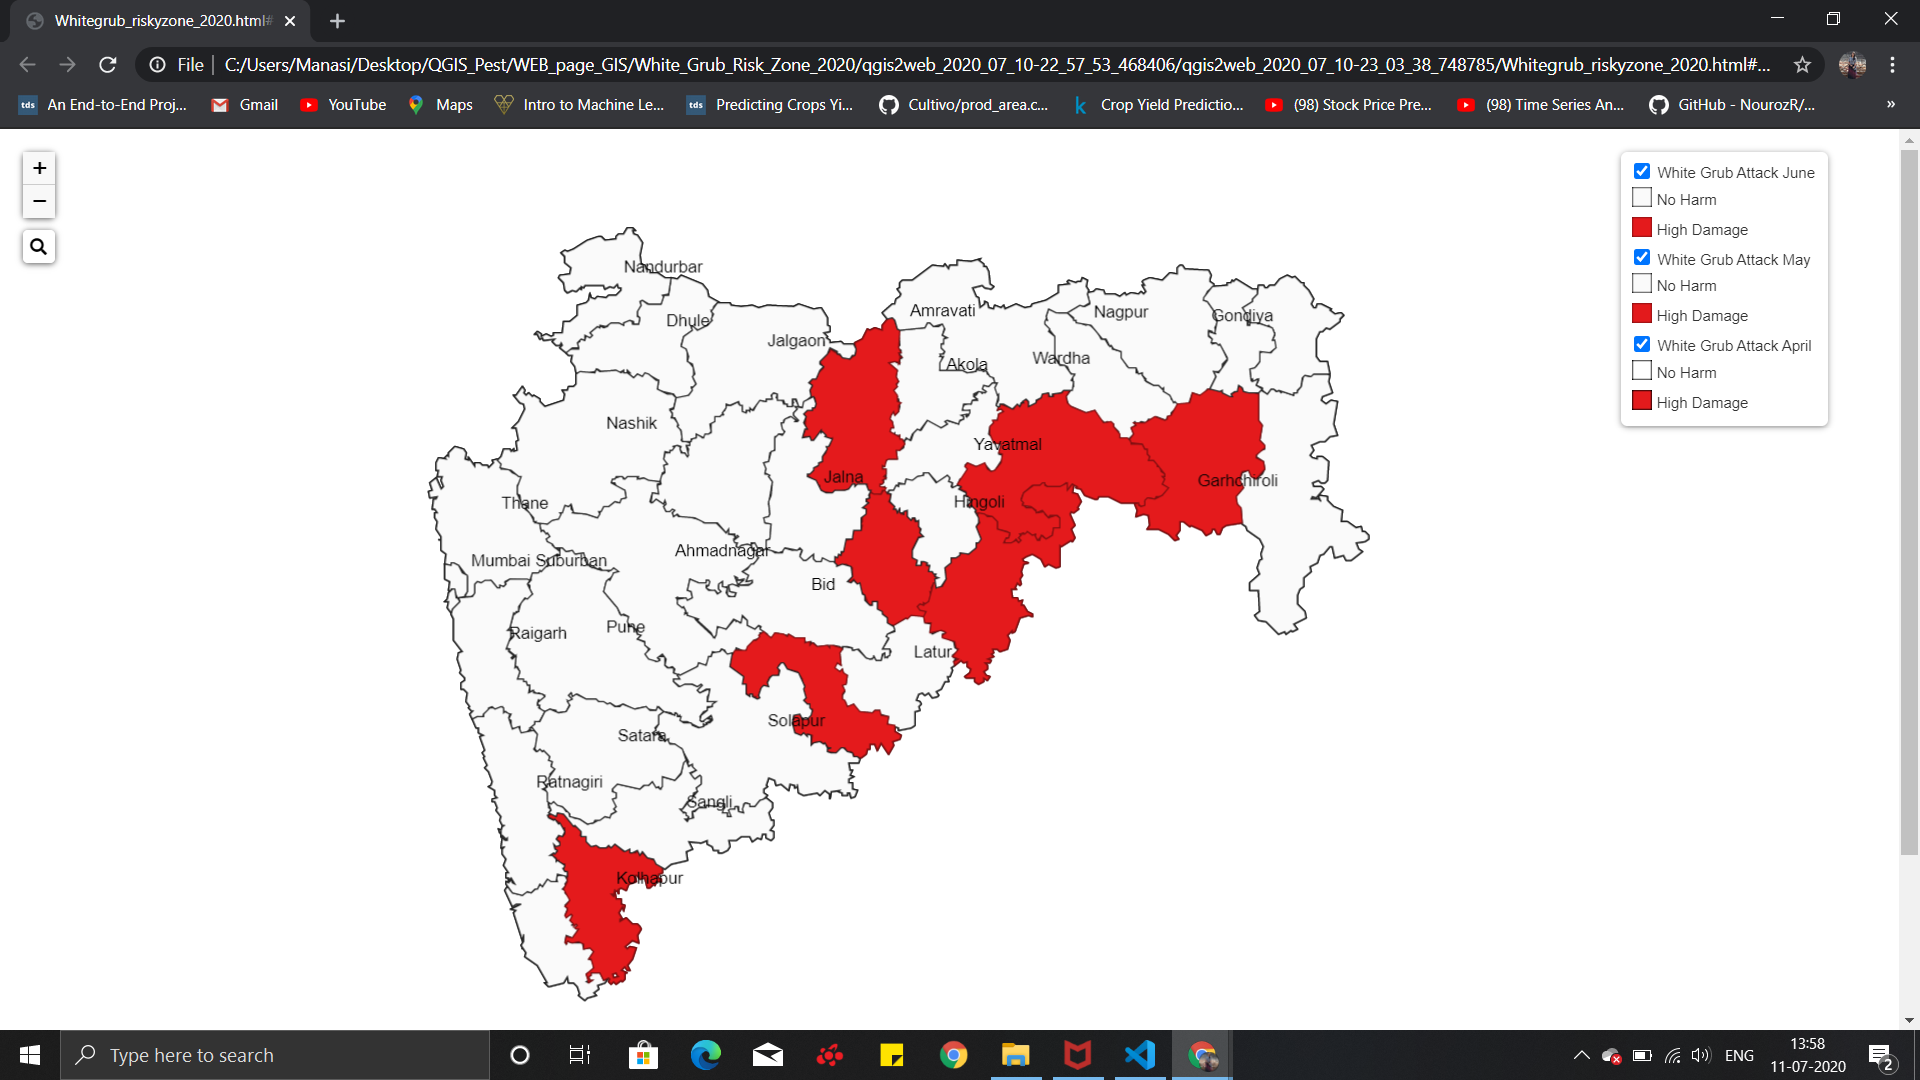 Whitegrub_riskyzone_2020.html#
File
C:/Users/Manasi/Desktop/QGIS_Pest/WEB_page_GIS/White_Grub_Risk_Zone_2020/qgis2web_2020_07_10-22_57_53_468406/qgis2web_2020_07_10-23_03_38_748785/Whitegrub_riskyzone_2020.html#...
tds An End-to-End Proj... Gmail YouTube Maps Intro to Machine Le... tds Predicting Crops Yi... Cultivo/prod_area.c... k Crop Yield Predictio... (98) Stock Price Pre... (98) Time Series An... GitHub - NourozR/... »
+
−
White Grub Attack June
No Harm
High Damage
White Grub Attack May
No Harm
High Damage
White Grub Attack April
No Harm
High Damage
Nandurbar
Amravati
Nagpur
Gondiya
Dhule
Jalgaon
Wardha
Akola
Nashik
Yavatmal
Jalna
Garhchiroli
Hingoli
Thane
Ahmadnagar
Mumbai Suburban
Bid
Pune
Raigarh
Latur
Solapur
Satara
Ratnagiri
Sangli
Kolhapur
Type here to search
ENG
13:58
11-07-2020
2